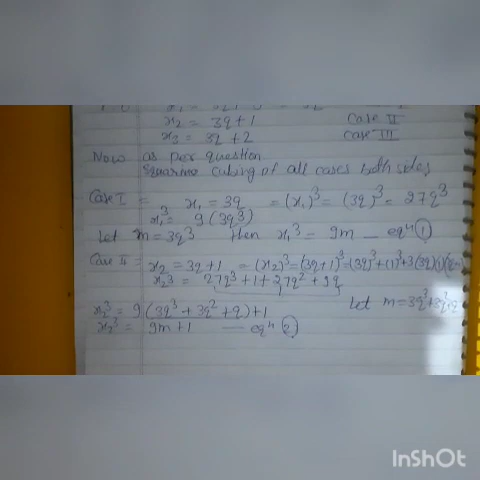 x₂ = 3q + 1 Case II
x₃ = 3q + 2 Case III
Now as per question
cubing of all cases both sides
Case I = x₁ = 3q = (x₁)³ = (3q)³ = 27q³
x₁³ = 9(3q³)
Let m = 3q³ Then x₁³ = 9m — eqⁿ ①
Case II = x₂ = 3q + 1 = (x₂)³ = (3q+1)³ = (3q)³ + (1)³ + 3(3q)(1)
x₂³ = 27q³ + 1 + 27q² + 9q
x₂³ = 9(3q³ + 3q² + q) + 1 Let m = 3q³ + 3q² + q
x₂³ = 9m + 1 — eqⁿ ②
InShOt